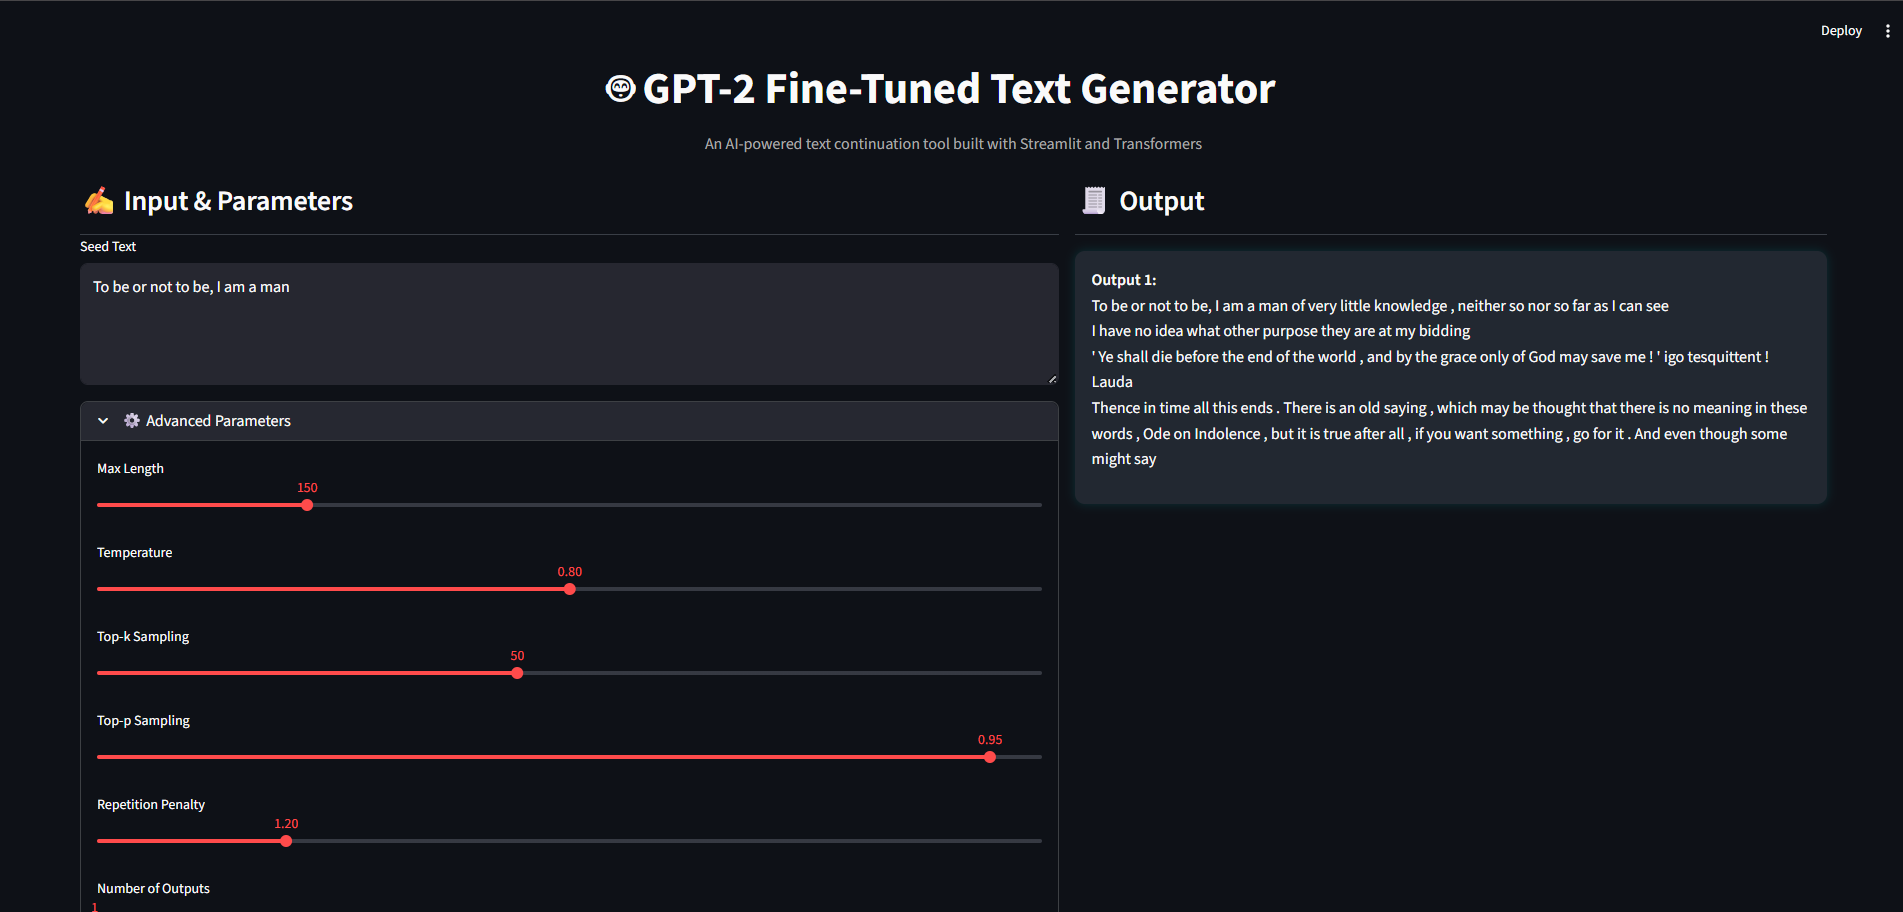 Deploy
GPT-2 Fine-Tuned Text Generator
An AI-powered text continuation tool built with Streamlit and Transformers
Input & Parameters
Seed Text
To be or not to be, I am a man
Advanced Parameters
Max Length
150
Temperature
0.80
Top-k Sampling
50
Top-p Sampling
0.95
Repetition Penalty
1.20
Number of Outputs
1
Output
Output 1:
To be or not to be, I am a man of very little knowledge , neither so nor so far as I can see
I have no idea what other purpose they are at my bidding
' Ye shall die before the end of the world , and by the grace only of God may save me ! ' igo tesquittent !
Lauda
Thence in time all this ends . There is an old saying , which may be thought that there is no meaning in these
words , Ode on Indolence , but it is true after all , if you want something , go for it . And even though some
might say